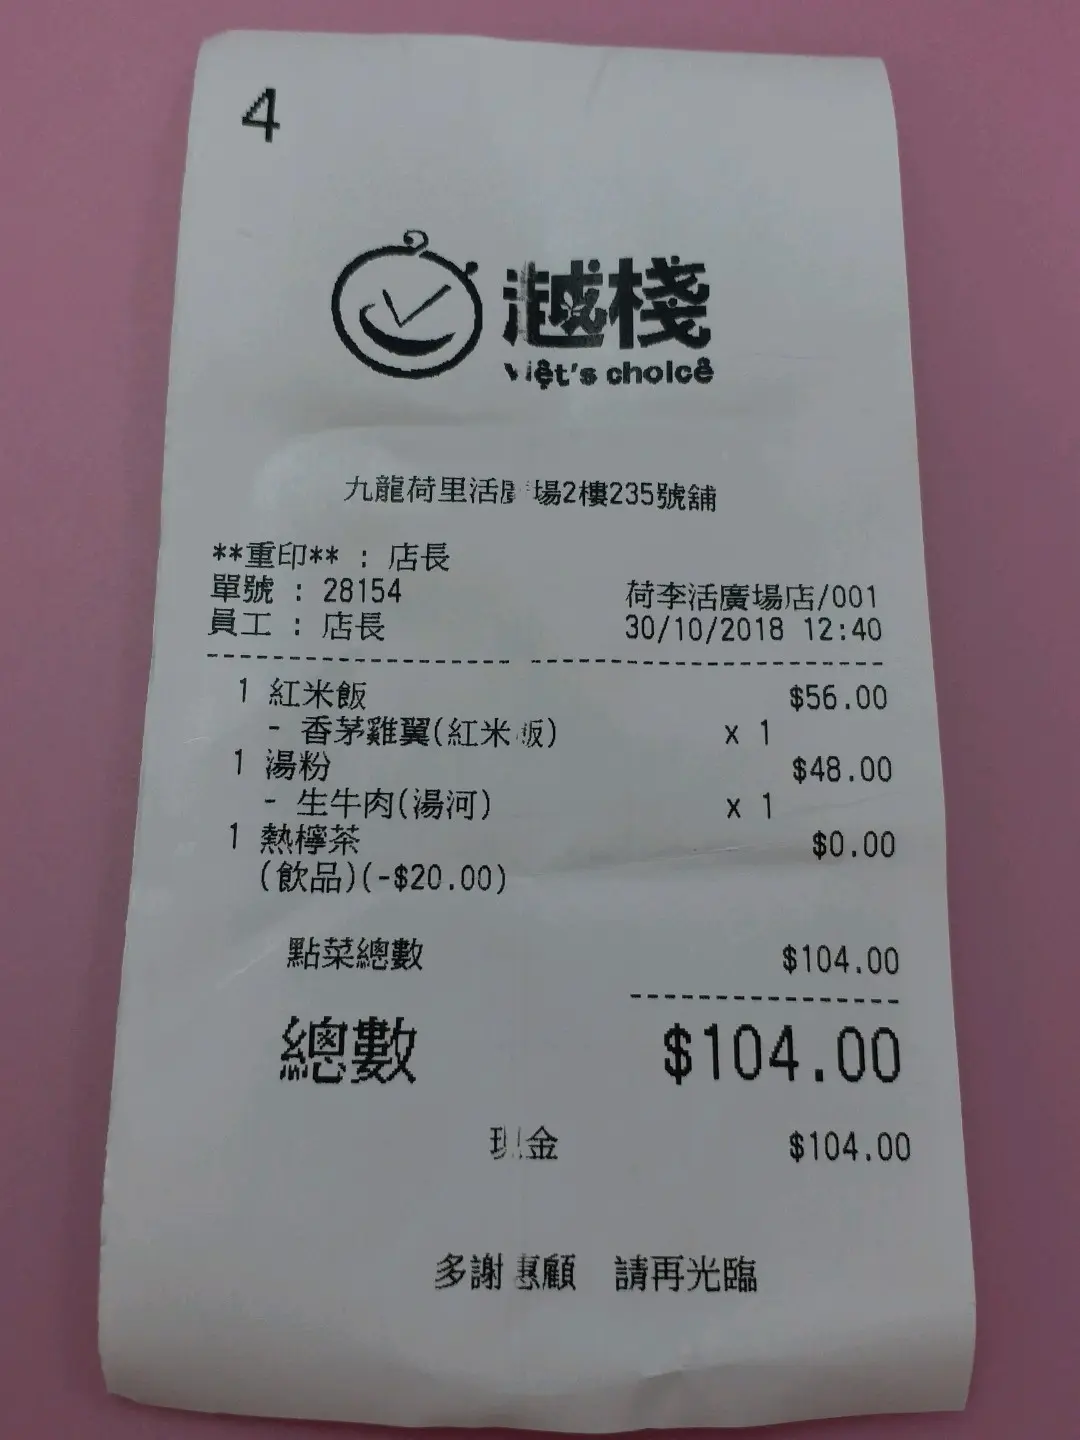 4
越棧
Việt's choicê
九龍荷里活廣場2樓235號舖
**重印** : 店長
單號 : 28154 荷李活廣場店/001
員工 : 店長 30/10/2018 12:40
1 紅米飯 $56.00
- 香茅雞翼(紅米飯) x 1
1 湯粉 $48.00
- 生牛肉(湯河) x 1
1 熱檸茶 $0.00
(飲品)(-$20.00)
點菜總數 $104.00
總數 $104.00
現金 $104.00
多謝惠顧 請再光臨